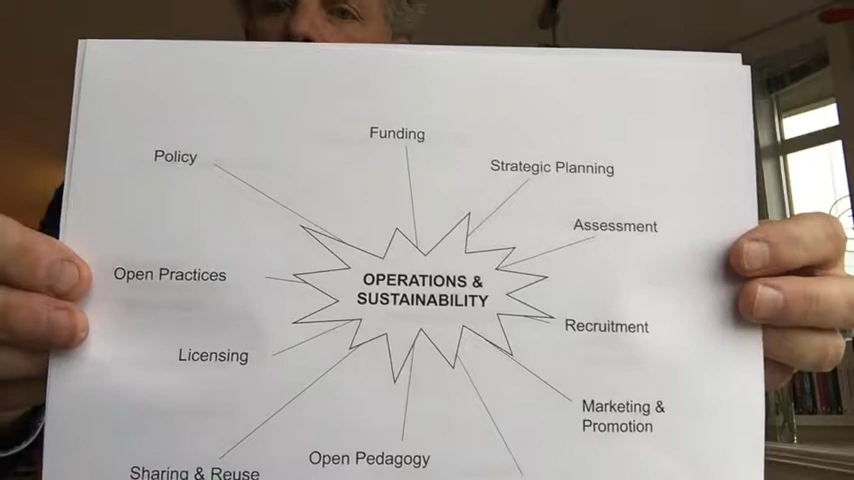 Funding
Policy
Strategic Planning
Assessment
Open Practices
OPERATIONS &
SUSTAINABILITY
Recruitment
Licensing
Marketing &
Promotion
Open Pedagogy
Sharing & Reuse